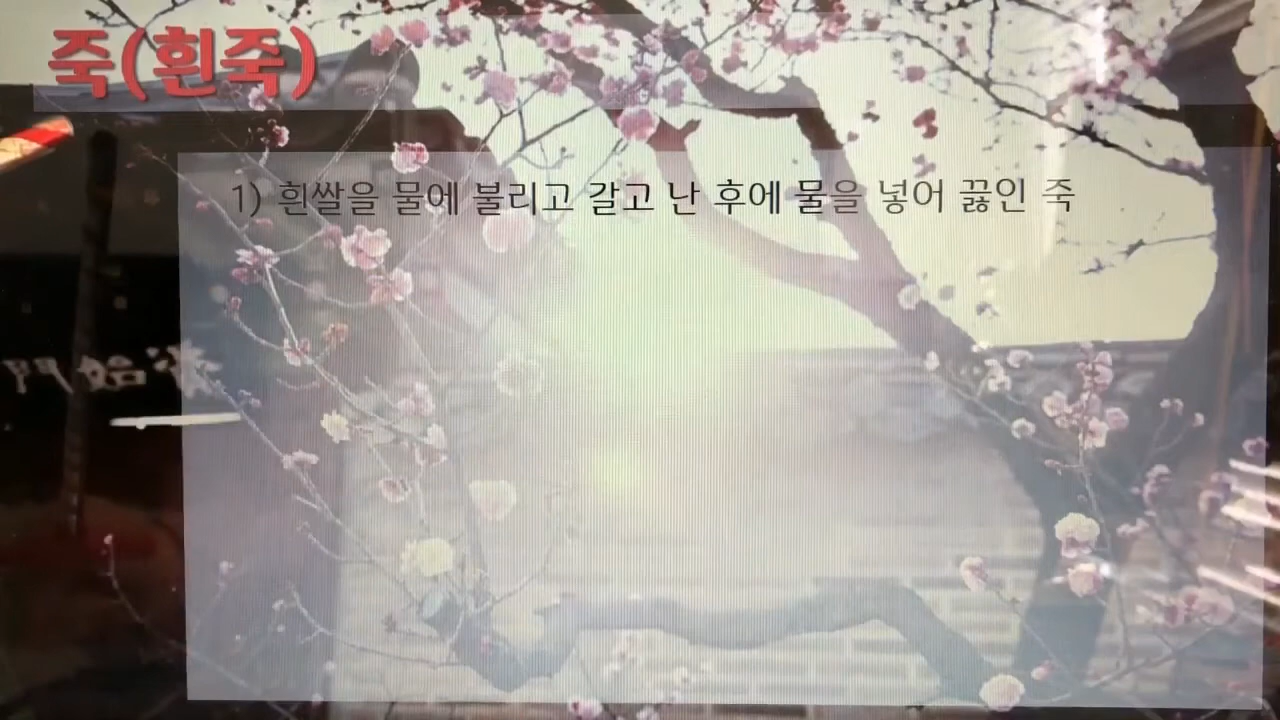 죽(흰죽)
1) 흰쌀을 물에 불리고 갈고 난 후에 물을 넣어 끓인 죽